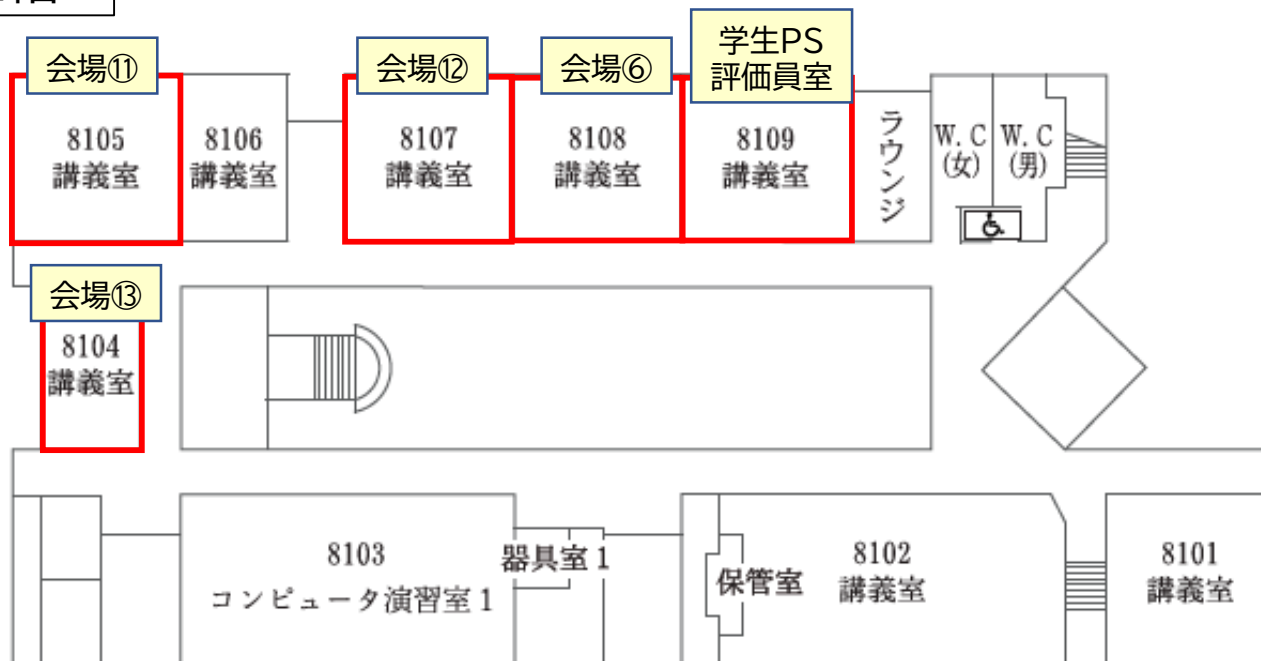 会場⑪
会場⑫
会場⑥
学生PS
評価員室
8105
講義室
8106
講義室
8107
講義室
8108
講義室
8109
講義室
ラウンジ
W.C
(女)
W.C
(男)
会場⑬
8104
講義室
8103
コンピュータ演習室1
器具室1
保管室
8102
講義室
8101
講義室